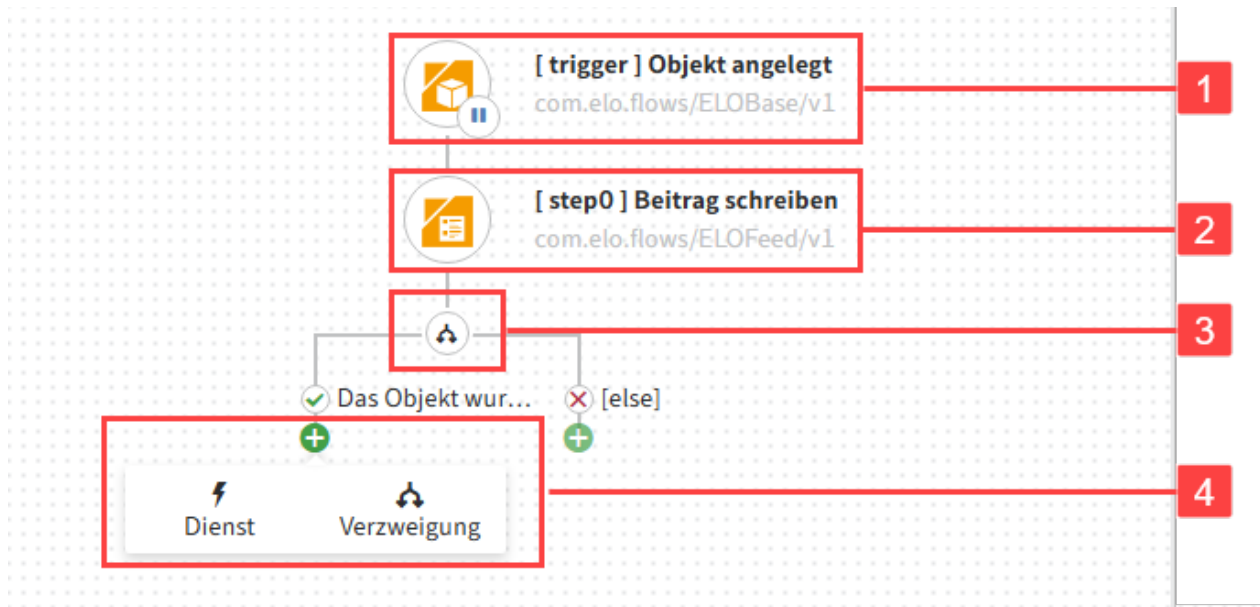 [ trigger ] Objekt angelegt
com.elo.flows/ELOBase/v1
1
[ step0 ] Beitrag schreiben
com.elo.flows/ELOFeed/v1
2
3
Das Objekt wur... [else]
4
Dienst Verzweigung